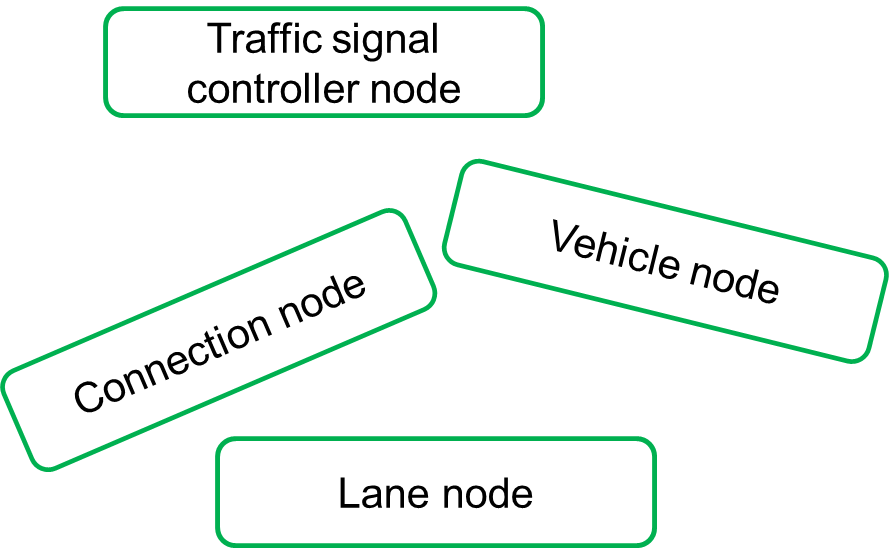 Traffic signal
controller node
Vehicle node
Connection node
Lane node